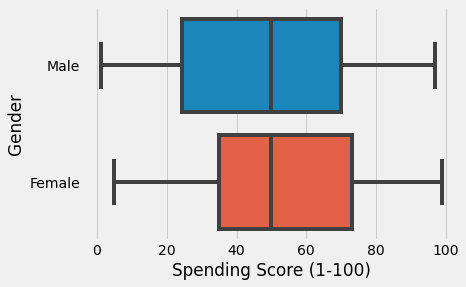 Gender
Male
Female
0 20 40 60 80 100
Spending Score (1-100)